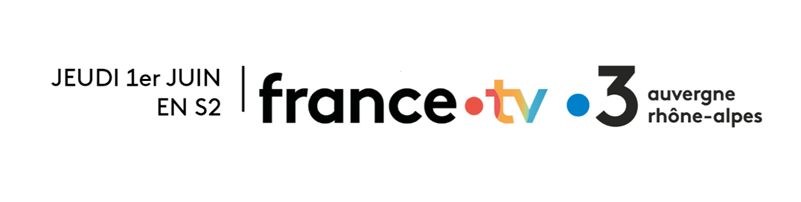 JEUDI 1er JUIN
EN S2
france•tv
•3
auvergne
rhône-alpes